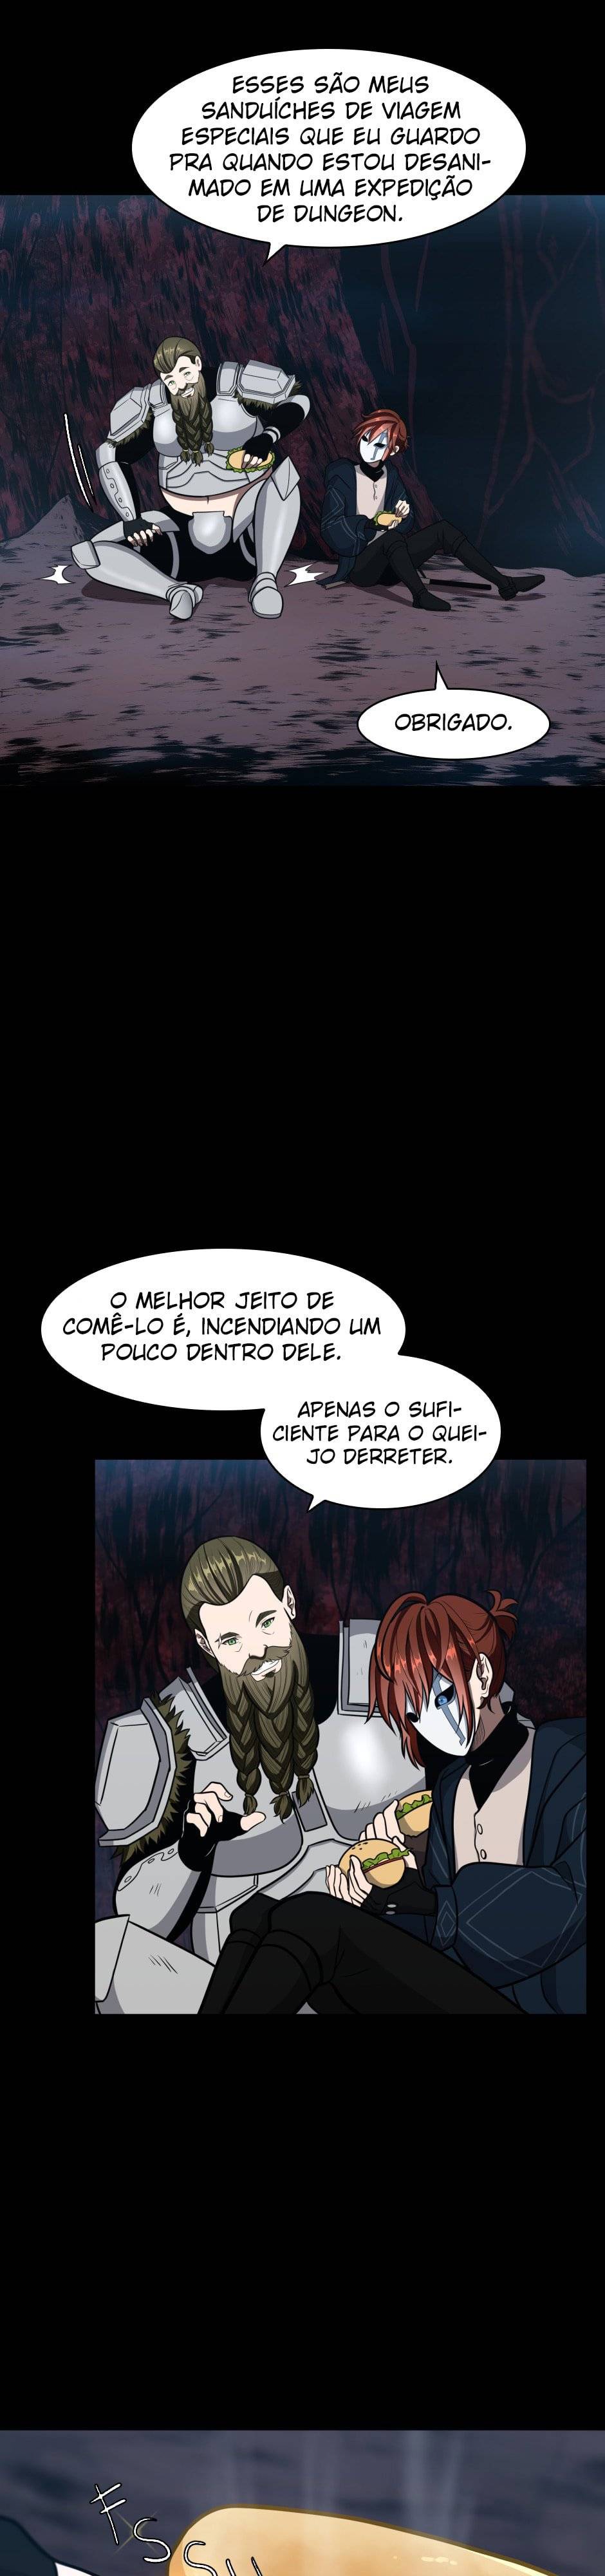 ESSES SÃO MEUS
SANDUÍCHES DE VIAGEM
ESPECIAIS QUE EU GUARDO
PRA QUANDO ESTOU DESANI-
MADO EM UMA EXPEDIÇÃO
DE DUNGEON.
OBRIGADO.
O MELHOR JEITO DE
COMÊ-LO É, INCENDIANDO UM
POUCO DENTRO DELE.
APENAS O SUFI-
CIENTE PARA O QUEI-
JO DERRETER.
FSSU